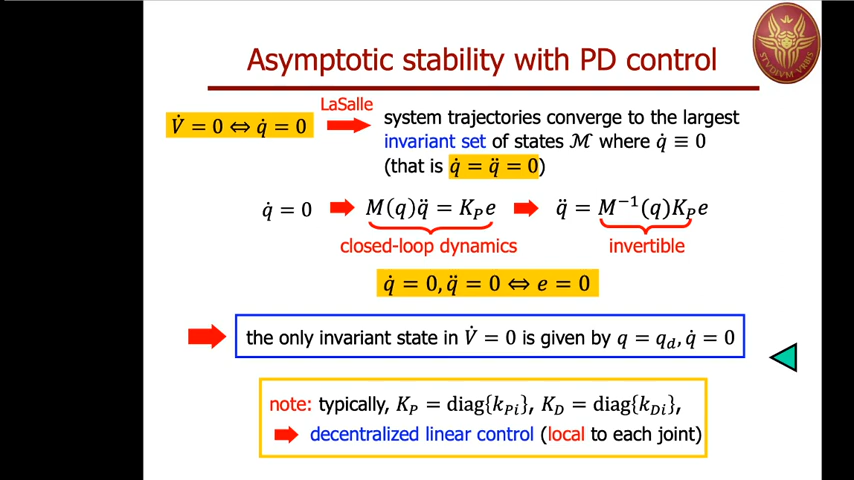 Asymptotic stability with PD control
STVDIVM VRBIS
LaSalle
V̇ = 0 ⇔ q̇ = 0
system trajectories converge to the largest
invariant set of states ℳ where q̇ ≡ 0
(that is q̇ = q̈ = 0)
q̇ = 0 M(q)q̈ = K_P e q̈ = M⁻¹(q)K_P e
closed-loop dynamics invertible
q̇ = 0, q̈ = 0 ⇔ e = 0
the only invariant state in V̇ = 0 is given by q = q_d, q̇ = 0
note: typically, K_P = diag{k_Pi}, K_D = diag{k_Di},
decentralized linear control (local to each joint)